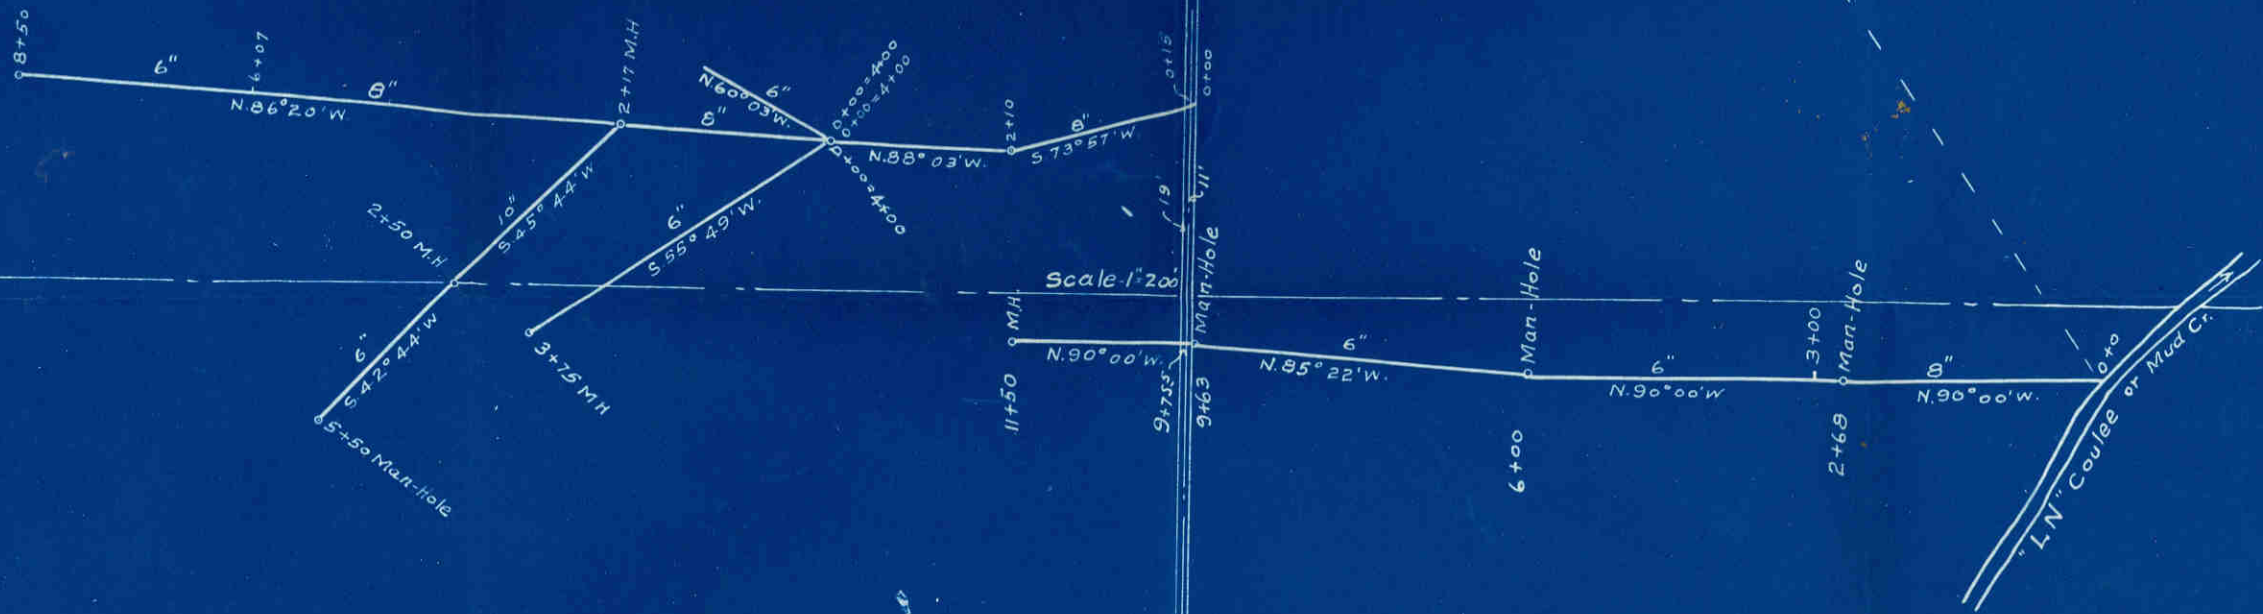 8+50
6"
6+07
N.86°20'W
8"
2+17 M.H
8"
N.60°03'W.
6"
0+00=4+00
0+00=4+00
0+00=4+00
N.88°03'W.
2+10
8"
S 73°57'W.
0+15
0+00
2+50 M.H
10"
S.45°44'W
6"
S.42°44'W
5+50 Man-Hole
6"
S.55°49'W.
3+75 M H
19'
11'
Scale-1"=200'
M.H.
11+50
N.90°00'W.
9+75.5
Man-Hole
9+63
6"
N.85°22'W.
Man-Hole
6+00
6"
N.90°00'W
3+00
Man-Hole
2+68
8"
N.90°00'W.
0+0
"LN" Coulee or Mud Cr.